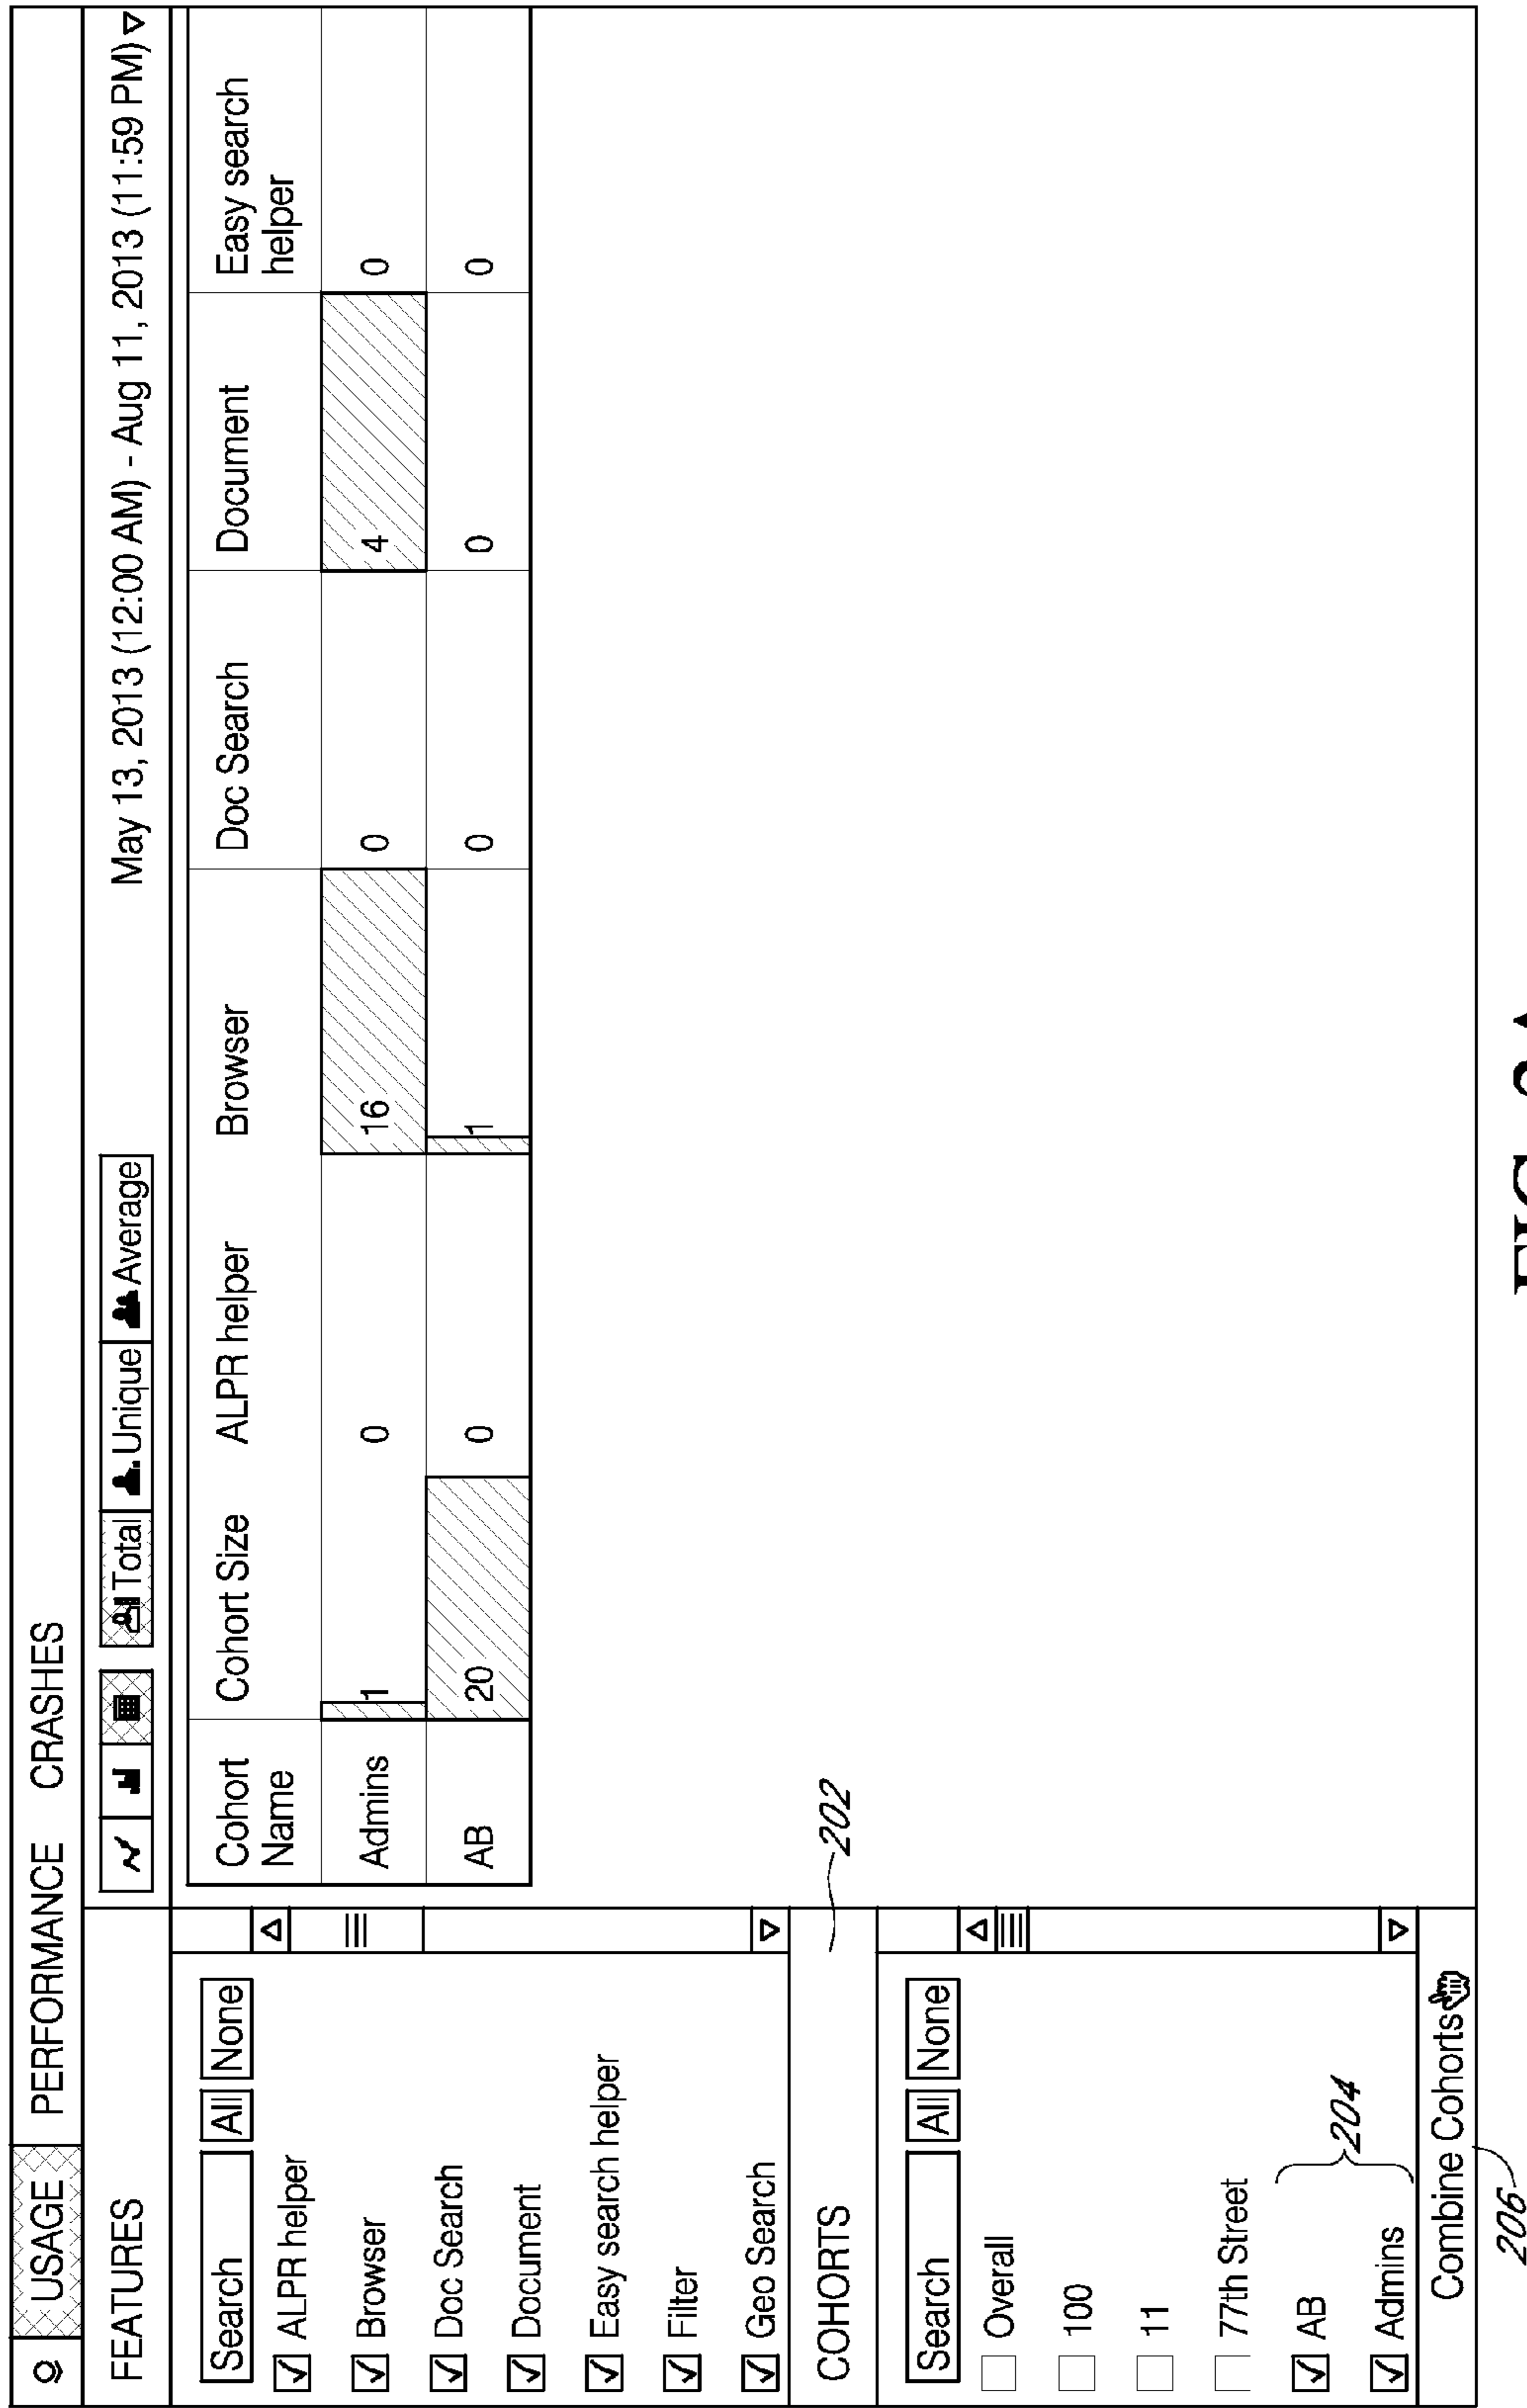 USAGE PERFORMANCE CRASHES
FEATURES
Total Unique Average May 13, 2013 (12:00 AM) - Aug 11, 2013 (11:59 PM)
Search All None
ALPR helper
Browser
Doc Search
Document
Easy search helper
Filter
Geo Search
COHORTS
202
Search All None
Overall
100
11
77th Street
AB
Admins
204
Combine Cohorts
206
Cohort Name Cohort Size ALPR helper Browser Doc Search Document Easy search helper
Admins 1 0 16 0 4 0
AB 20 0 1 0 0 0